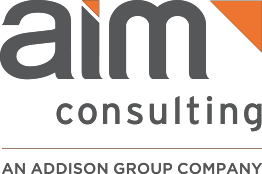 aim
consulting
AN ADDISON GROUP COMPANY